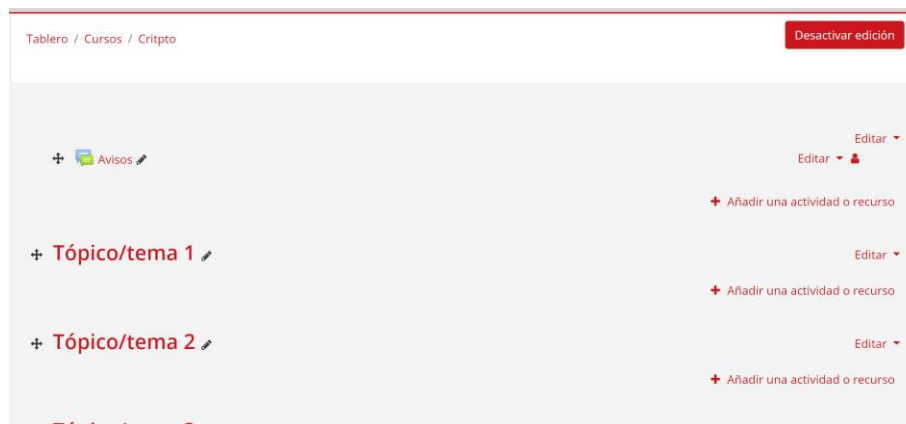 Tablero / Cursos / Critpto
Desactivar edición
Editar
Avisos
Editar
+ Añadir una actividad o recurso
Tópico/tema 1
Editar
+ Añadir una actividad o recurso
Tópico/tema 2
Editar
+ Añadir una actividad o recurso